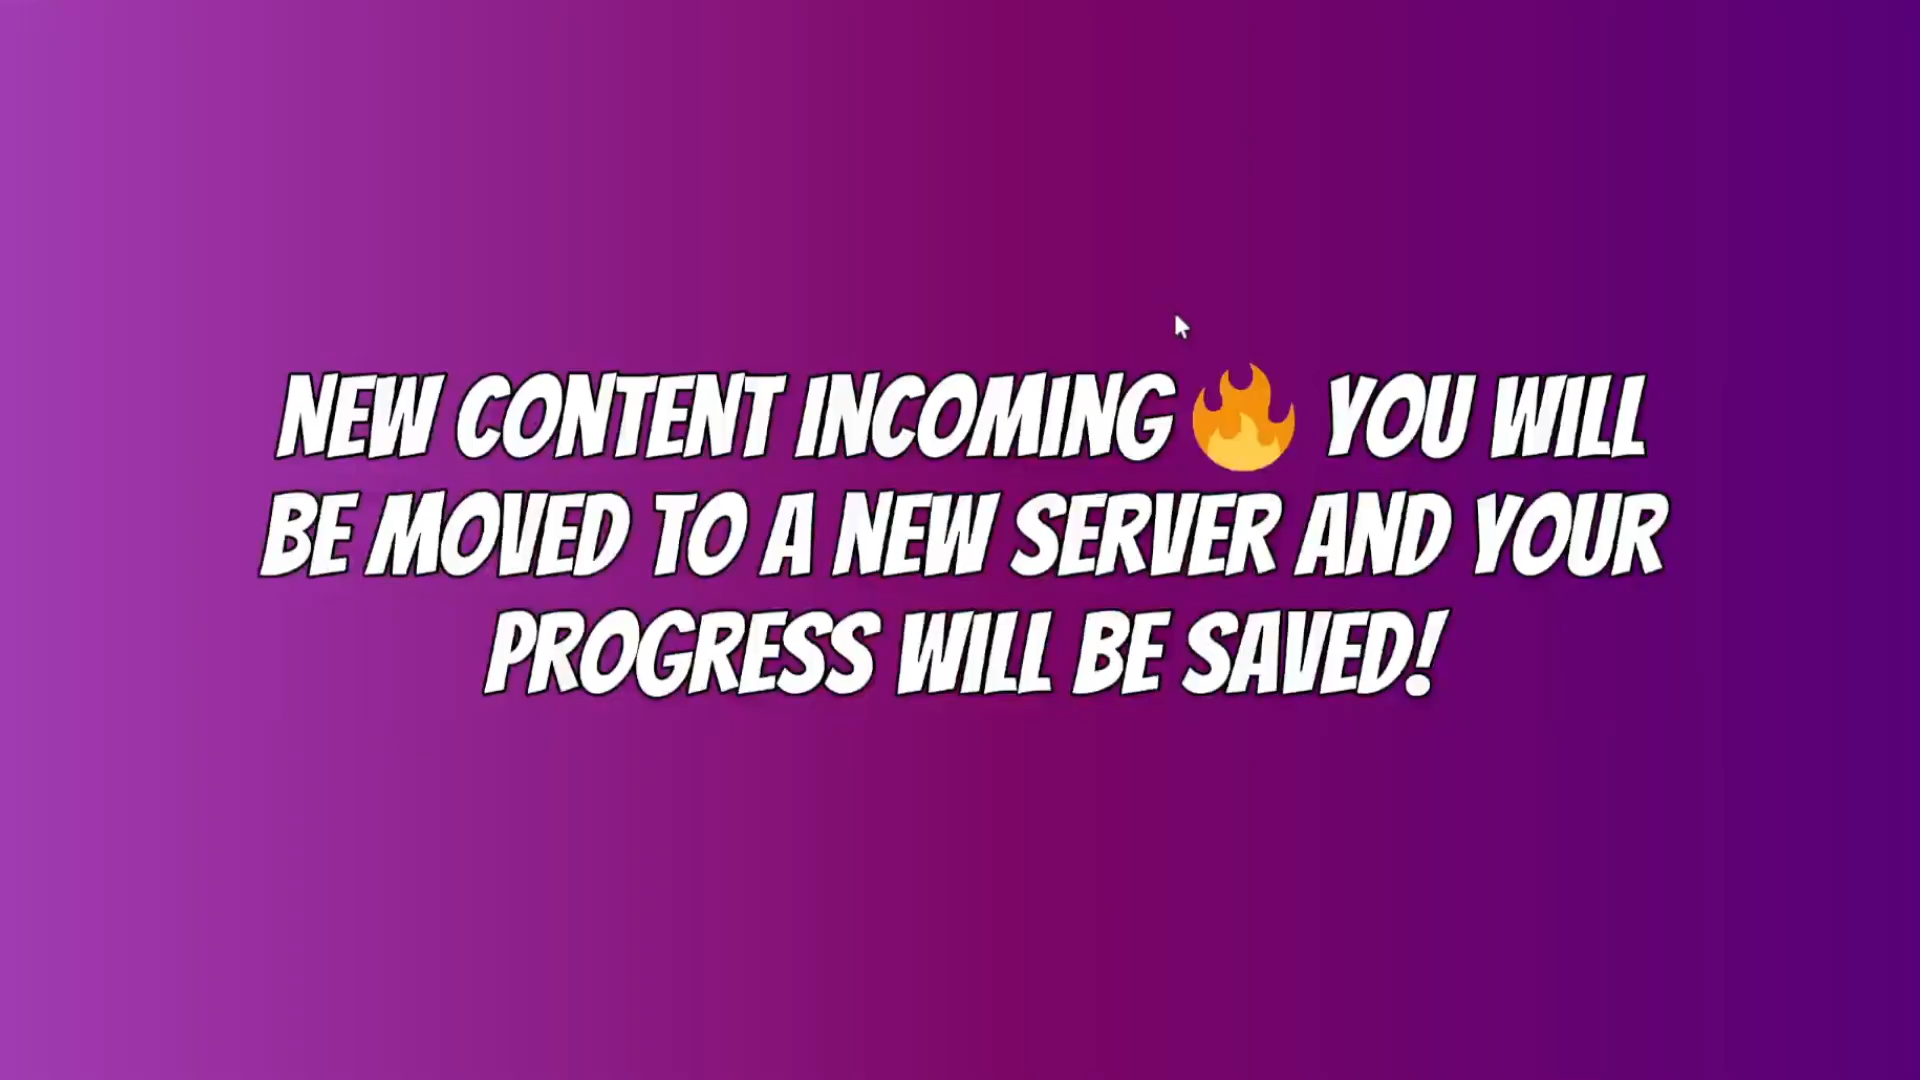 NEW CONTENT INCOMING🔥 YOU WILL
BE MOVED TO A NEW SERVER AND YOUR
PROGRESS WILL BE SAVED!